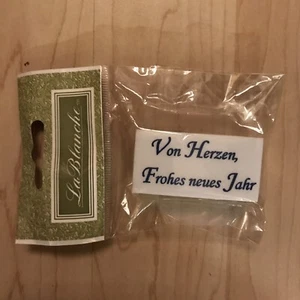 LaBlanche
Von Herzen,
Frohes neues Jahr